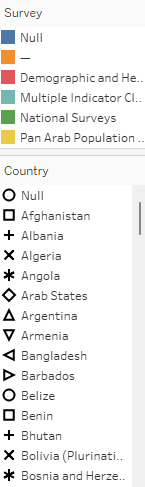 Survey
Null
—
Demographic and He..
Multiple Indicator Cl..
National Surveys
Pan Arab Population ..
Country
Null
Afghanistan
Albania
Algeria
Angola
Arab States
Argentina
Armenia
Bangladesh
Barbados
Belize
Benin
Bhutan
Bolivia (Plurinati..
Bosnia and Herze..